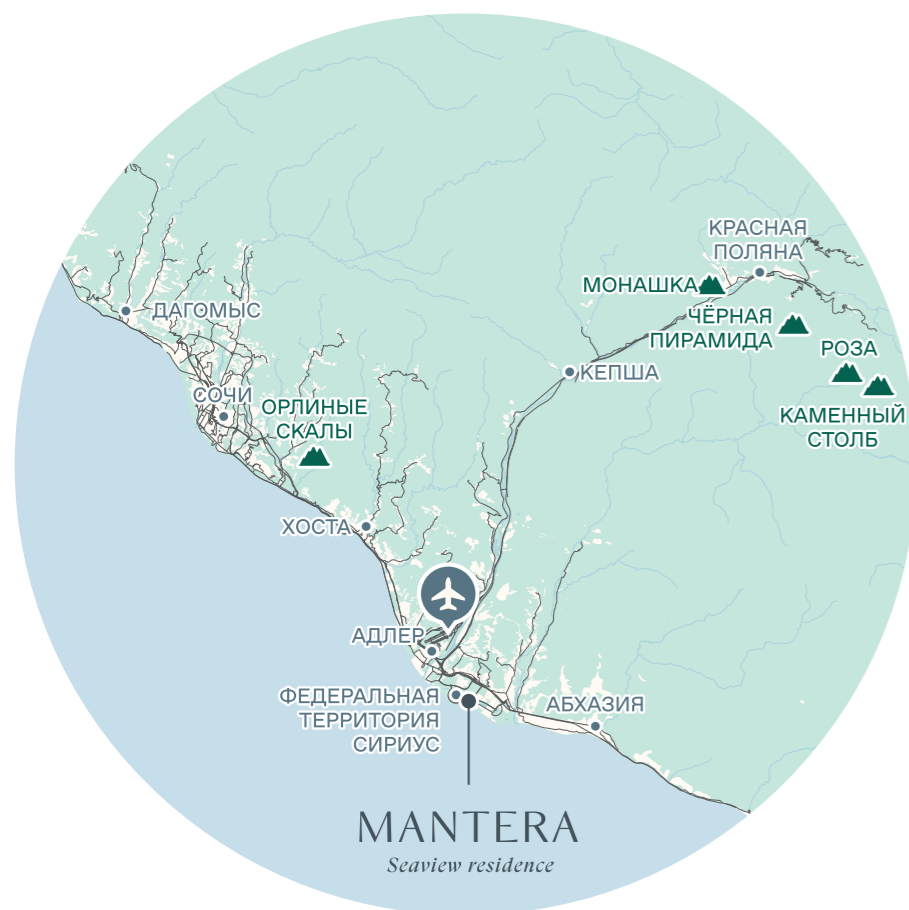 КРАСНАЯ
ПОЛЯНА
МОНАШКА
ЧЁРНАЯ
ПИРАМИДА
РОЗА
КАМЕННЫЙ
СТОЛБ
КЕПША
ДАГОМЫС
СОЧИ
ОРЛИНЫЕ
СКАЛЫ
ХОСТА
АДЛЕР
ФЕДЕРАЛЬНАЯ
ТЕРРИТОРИЯ
СИРИУС
АБХАЗИЯ
MANTERA
Seaview residence